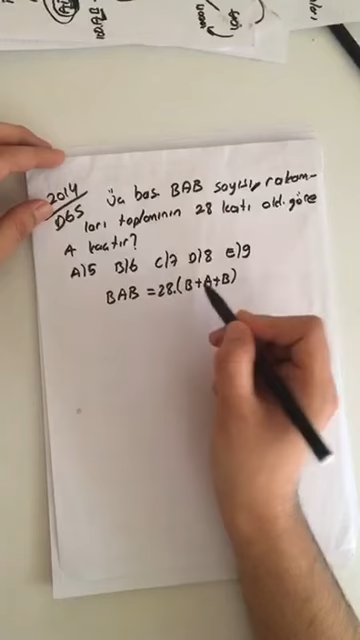 2014
DGS
Üç bas. BAB sayısı, rakam-
ları toplamının 28 katı old. göre
A kaçtır?
A)5 B)6 C)7 D)8 E)9
BAB = 28.(B+A+B)